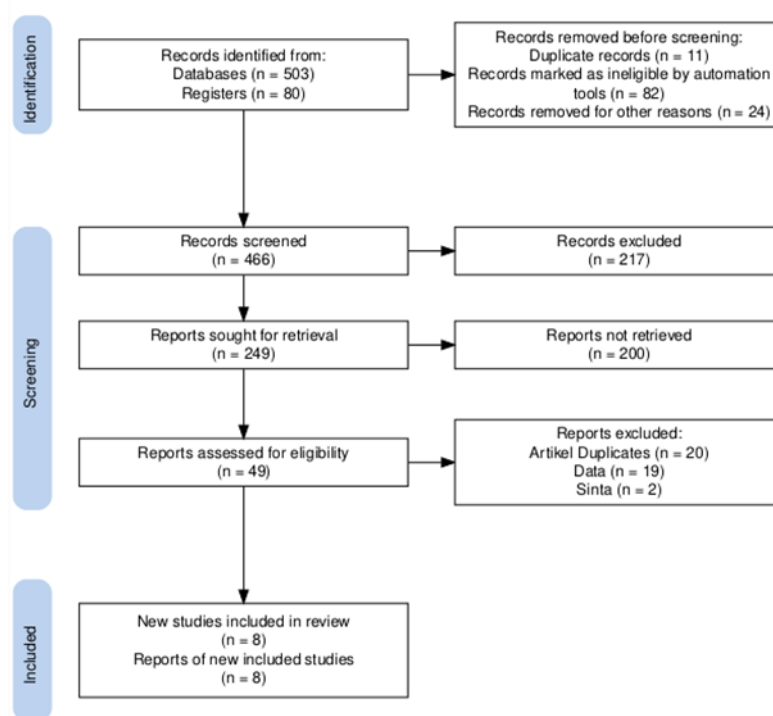 Identification
Records identified from:
Databases (n = 503)
Registers (n = 80)
Records removed before screening:
Duplicate records (n = 11)
Records marked as ineligible by automation
tools (n = 82)
Records removed for other reasons (n = 24)
Screening
Records screened
(n = 466)
Records excluded
(n = 217)
Reports sought for retrieval
(n = 249)
Reports not retrieved
(n = 200)
Reports assessed for eligibility
(n = 49)
Reports excluded:
Artikel Duplicates (n = 20)
Data (n = 19)
Sinta (n = 2)
Included
New studies included in review
(n = 8)
Reports of new included studies
(n = 8)